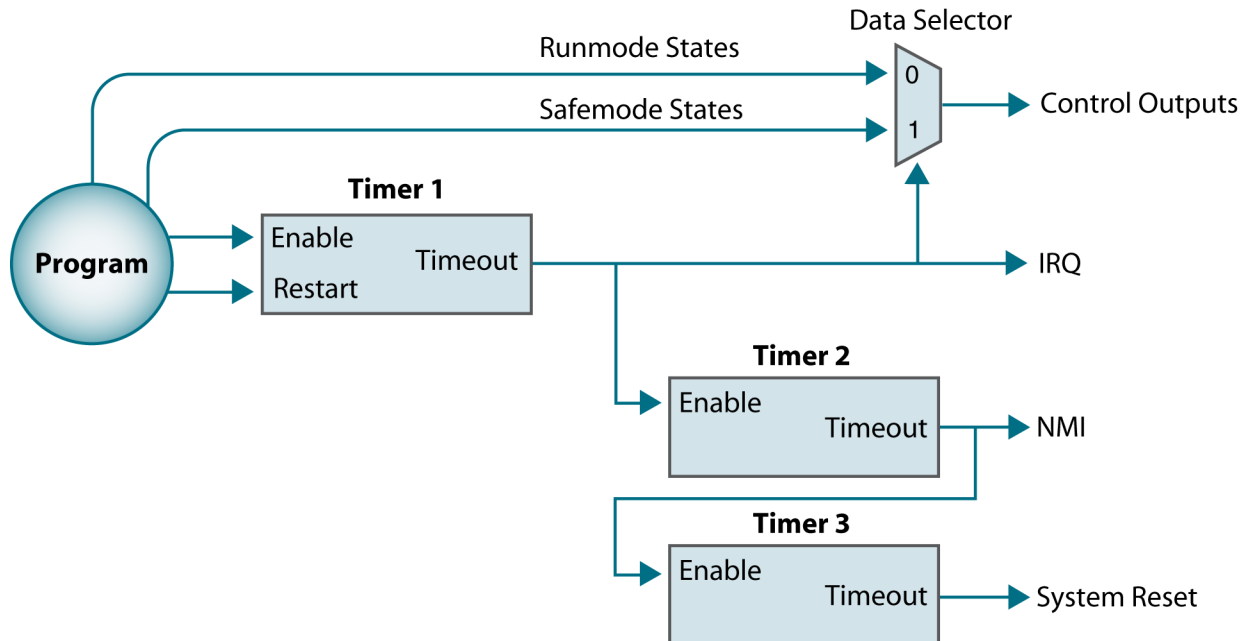 Data Selector
Runmode States
0
Safemode States
1
Control Outputs
Timer 1
Program
Enable
Timeout
Restart
IRQ
Timer 2
Enable
Timeout
NMI
Timer 3
Enable
Timeout
System Reset